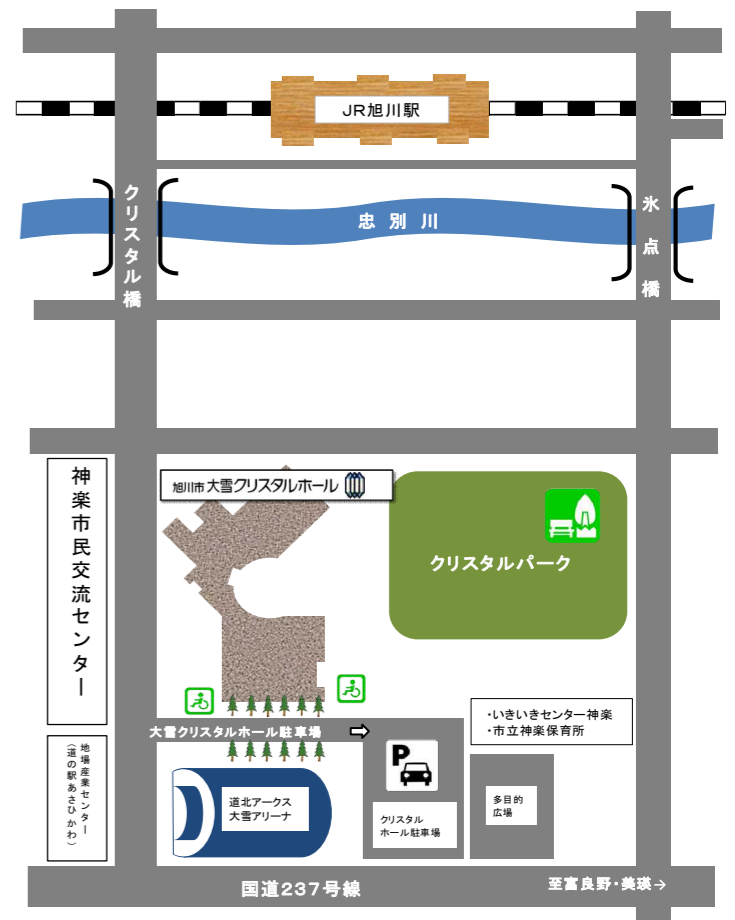 JR旭川駅
クリスタル橋
忠別川
氷点橋
旭川市 大雪クリスタルホール
神楽市民交流センター
クリスタルパーク
・いきいきセンター神楽
・市立神楽保育所
大雪クリスタルホール駐車場 ⇨
P
地場産業センター
（道の駅あさひかわ）
道北アークス
大雪アリーナ
クリスタル
ホール駐車場
多目的
広場
国道237号線
至富良野・美瑛→